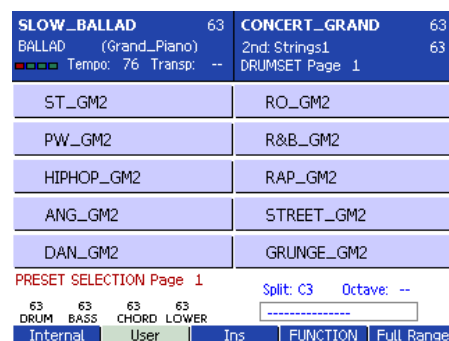 SLOW_BALLAD 63
BALLAD (Grand_Piano)
Tempo: 76 Transp: --
CONCERT_GRAND 63
2nd: Strings1 63
DRUMSET Page 1
ST_GM2 RO_GM2
PW_GM2 R&B_GM2
HIPHOP_GM2 RAP_GM2
ANG_GM2 STREET_GM2
DAN_GM2 GRUNGE_GM2
PRESET SELECTION Page 1
Split: C3 Octave: --
63 63 63 63
DRUM BASS CHORD LOWER
---------------
Internal User Ins FUNCTION Full Range